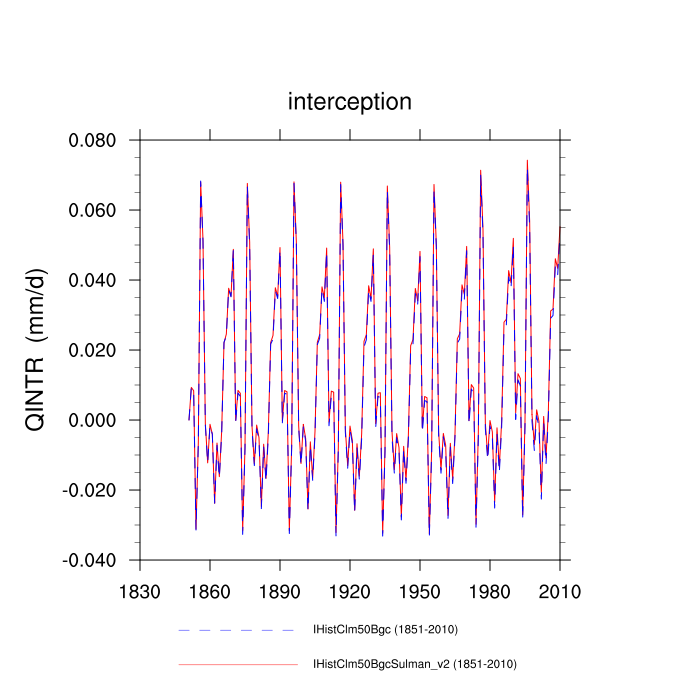 interception
0.080
0.060
0.040
0.020
0.000
-0.020
-0.040
QINTR (mm/d)
1830 1860 1890 1920 1950 1980 2010
IHistClm50Bgc (1851-2010)
IHistClm50BgcSulman_v2 (1851-2010)